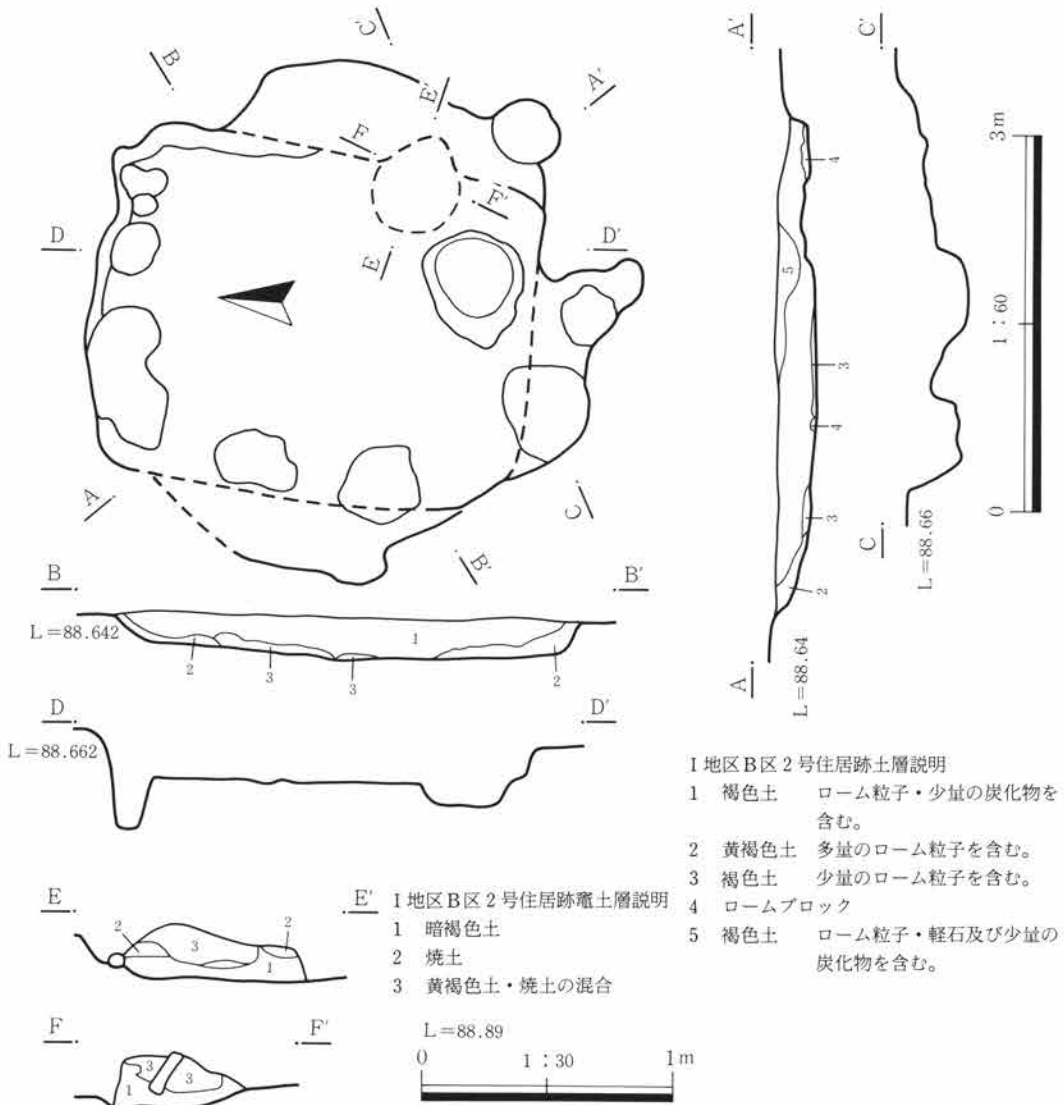 C'
B
E'
A'
F
F'
D
D'
E
A
C
B'
A'
C'
4
5
3
4
3
2
A
L=88.64
C
L=88.66
3m
1:60
0
B
B'
L=88.642
1
2
3
3
2
D
D'
L=88.662
I地区B区2号住居跡土層説明
1 褐色土 ローム粒子・少量の炭化物を
含む。
2 黄褐色土 多量のローム粒子を含む。
3 褐色土 少量のローム粒子を含む。
4 ロームブロック
5 褐色土 ローム粒子・軽石及び少量の
炭化物を含む。
E
E'
2
3
2
1
I地区B区2号住居跡竈土層説明
1 暗褐色土
2 焼土
3 黄褐色土・焼土の混合
F
F'
3
3
1
L=88.89
0
1:30
1m